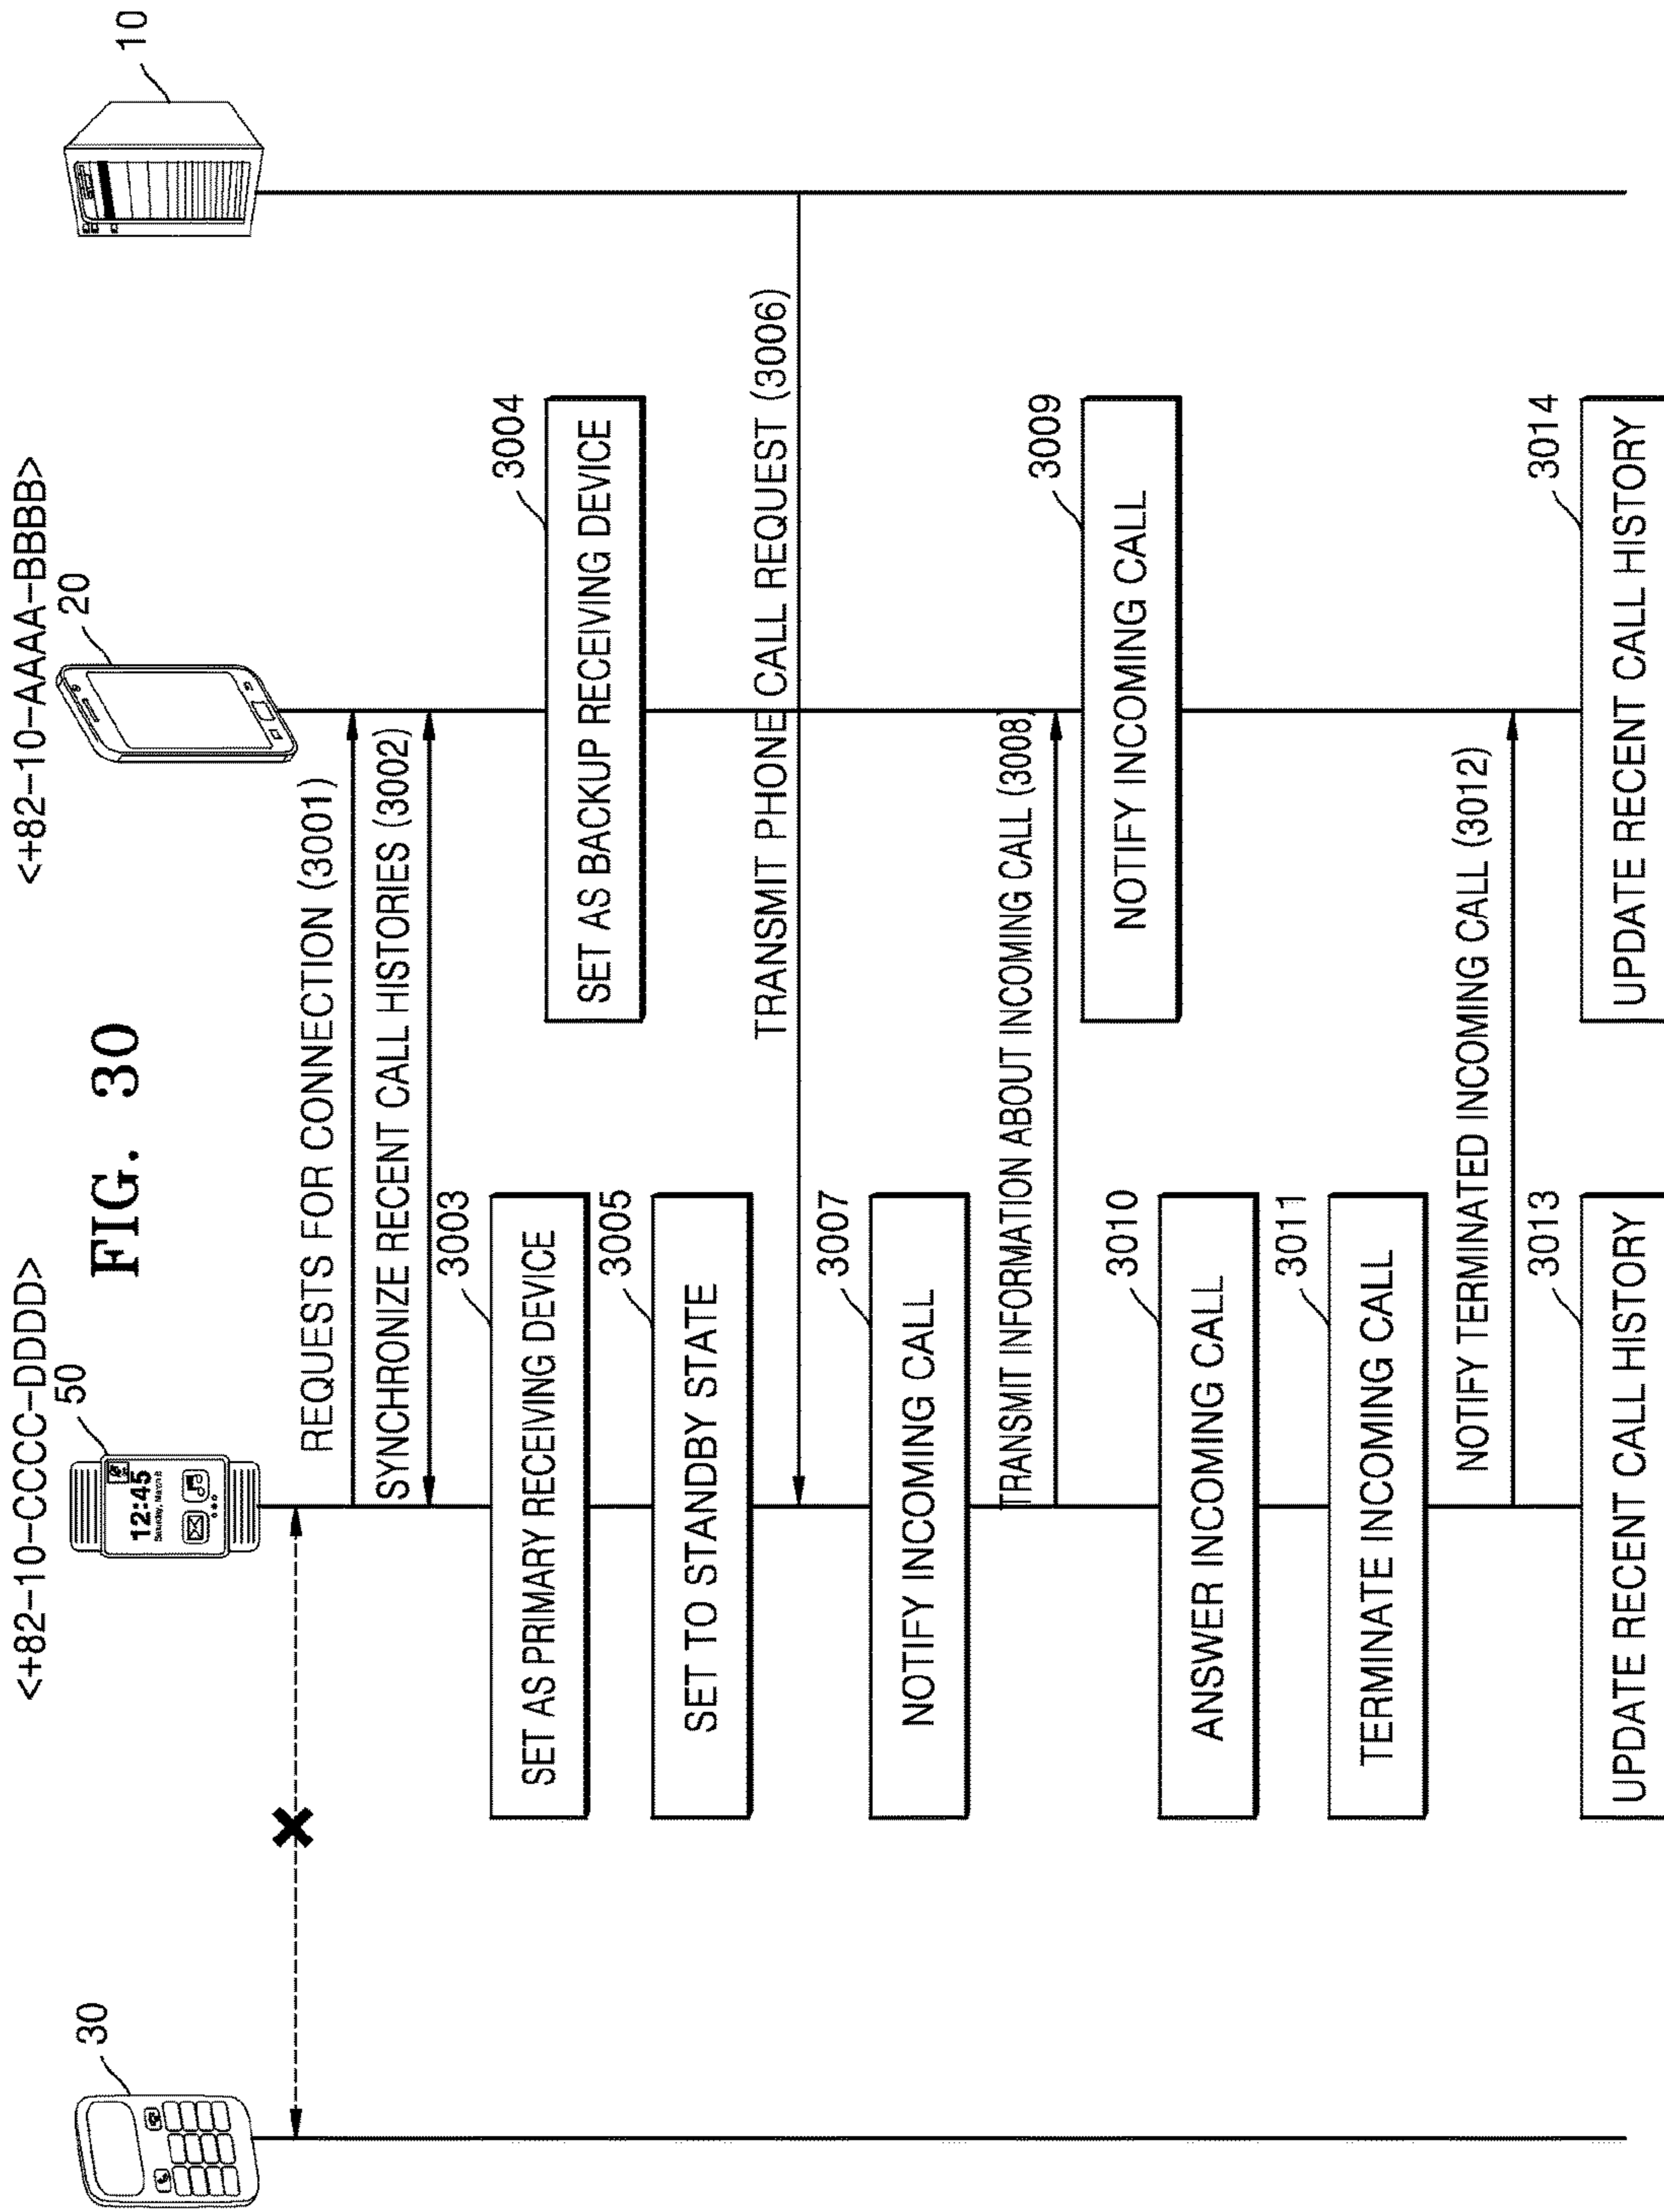 FIG. 30
<+82-10-CCCC-DDDD>
<+82-10-AAAA-BBBB>
30
50
12:45
20
10
REQUESTS FOR CONNECTION (3001)
SYNCHRONIZE RECENT CALL HISTORIES (3002)
3003
SET AS PRIMARY RECEIVING DEVICE
3004
SET AS BACKUP RECEIVING DEVICE
3005
SET TO STANDBY STATE
TRANSMIT PHONE CALL REQUEST (3006)
3007
NOTIFY INCOMING CALL
TRANSMIT INFORMATION ABOUT INCOMING CALL (3008)
3009
NOTIFY INCOMING CALL
3010
ANSWER INCOMING CALL
3011
TERMINATE INCOMING CALL
NOTIFY TERMINATED INCOMING CALL (3012)
3013
UPDATE RECENT CALL HISTORY
3014
UPDATE RECENT CALL HISTORY